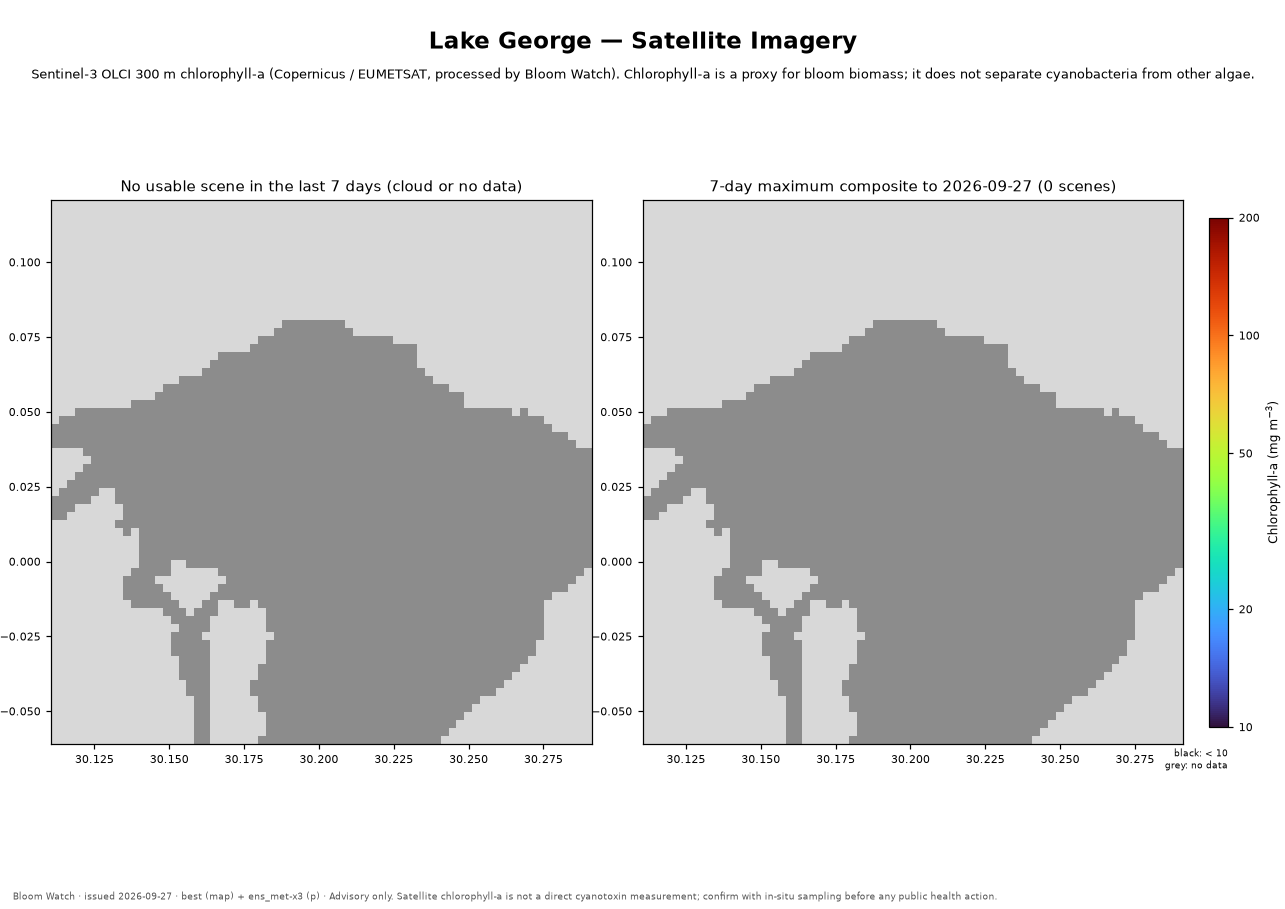 Lake George — Satellite Imagery
Sentinel-3 OLCI 300 m chlorophyll-a (Copernicus / EUMETSAT, processed by Bloom Watch). Chlorophyll-a is a proxy for bloom biomass; it does not separate cyanobacteria from other algae.
No usable scene in the last 7 days (cloud or no data)
0.100
0.075
0.050
0.025
0.000
−0.025
−0.050
30.125 30.150 30.175 30.200 30.225 30.250 30.275
7-day maximum composite to 2026-09-27 (0 scenes)
0.100
0.075
0.050
0.025
0.000
−0.025
−0.050
30.125 30.150 30.175 30.200 30.225 30.250 30.275
200
100
50
20
10
Chlorophyll-a (mg m⁻³)
black: < 10
grey: no data
Bloom Watch · issued 2026-09-27 · best (map) + ens_met-x3 (p) · Advisory only. Satellite chlorophyll-a is not a direct cyanotoxin measurement; confirm with in-situ sampling before any public health action.